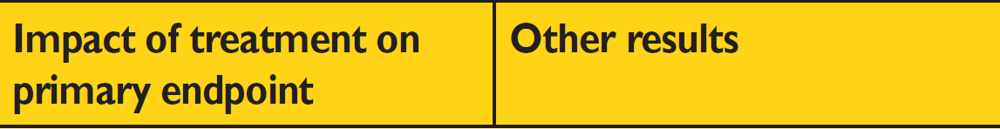 Impact of treatment on
primary endpoint
Other results